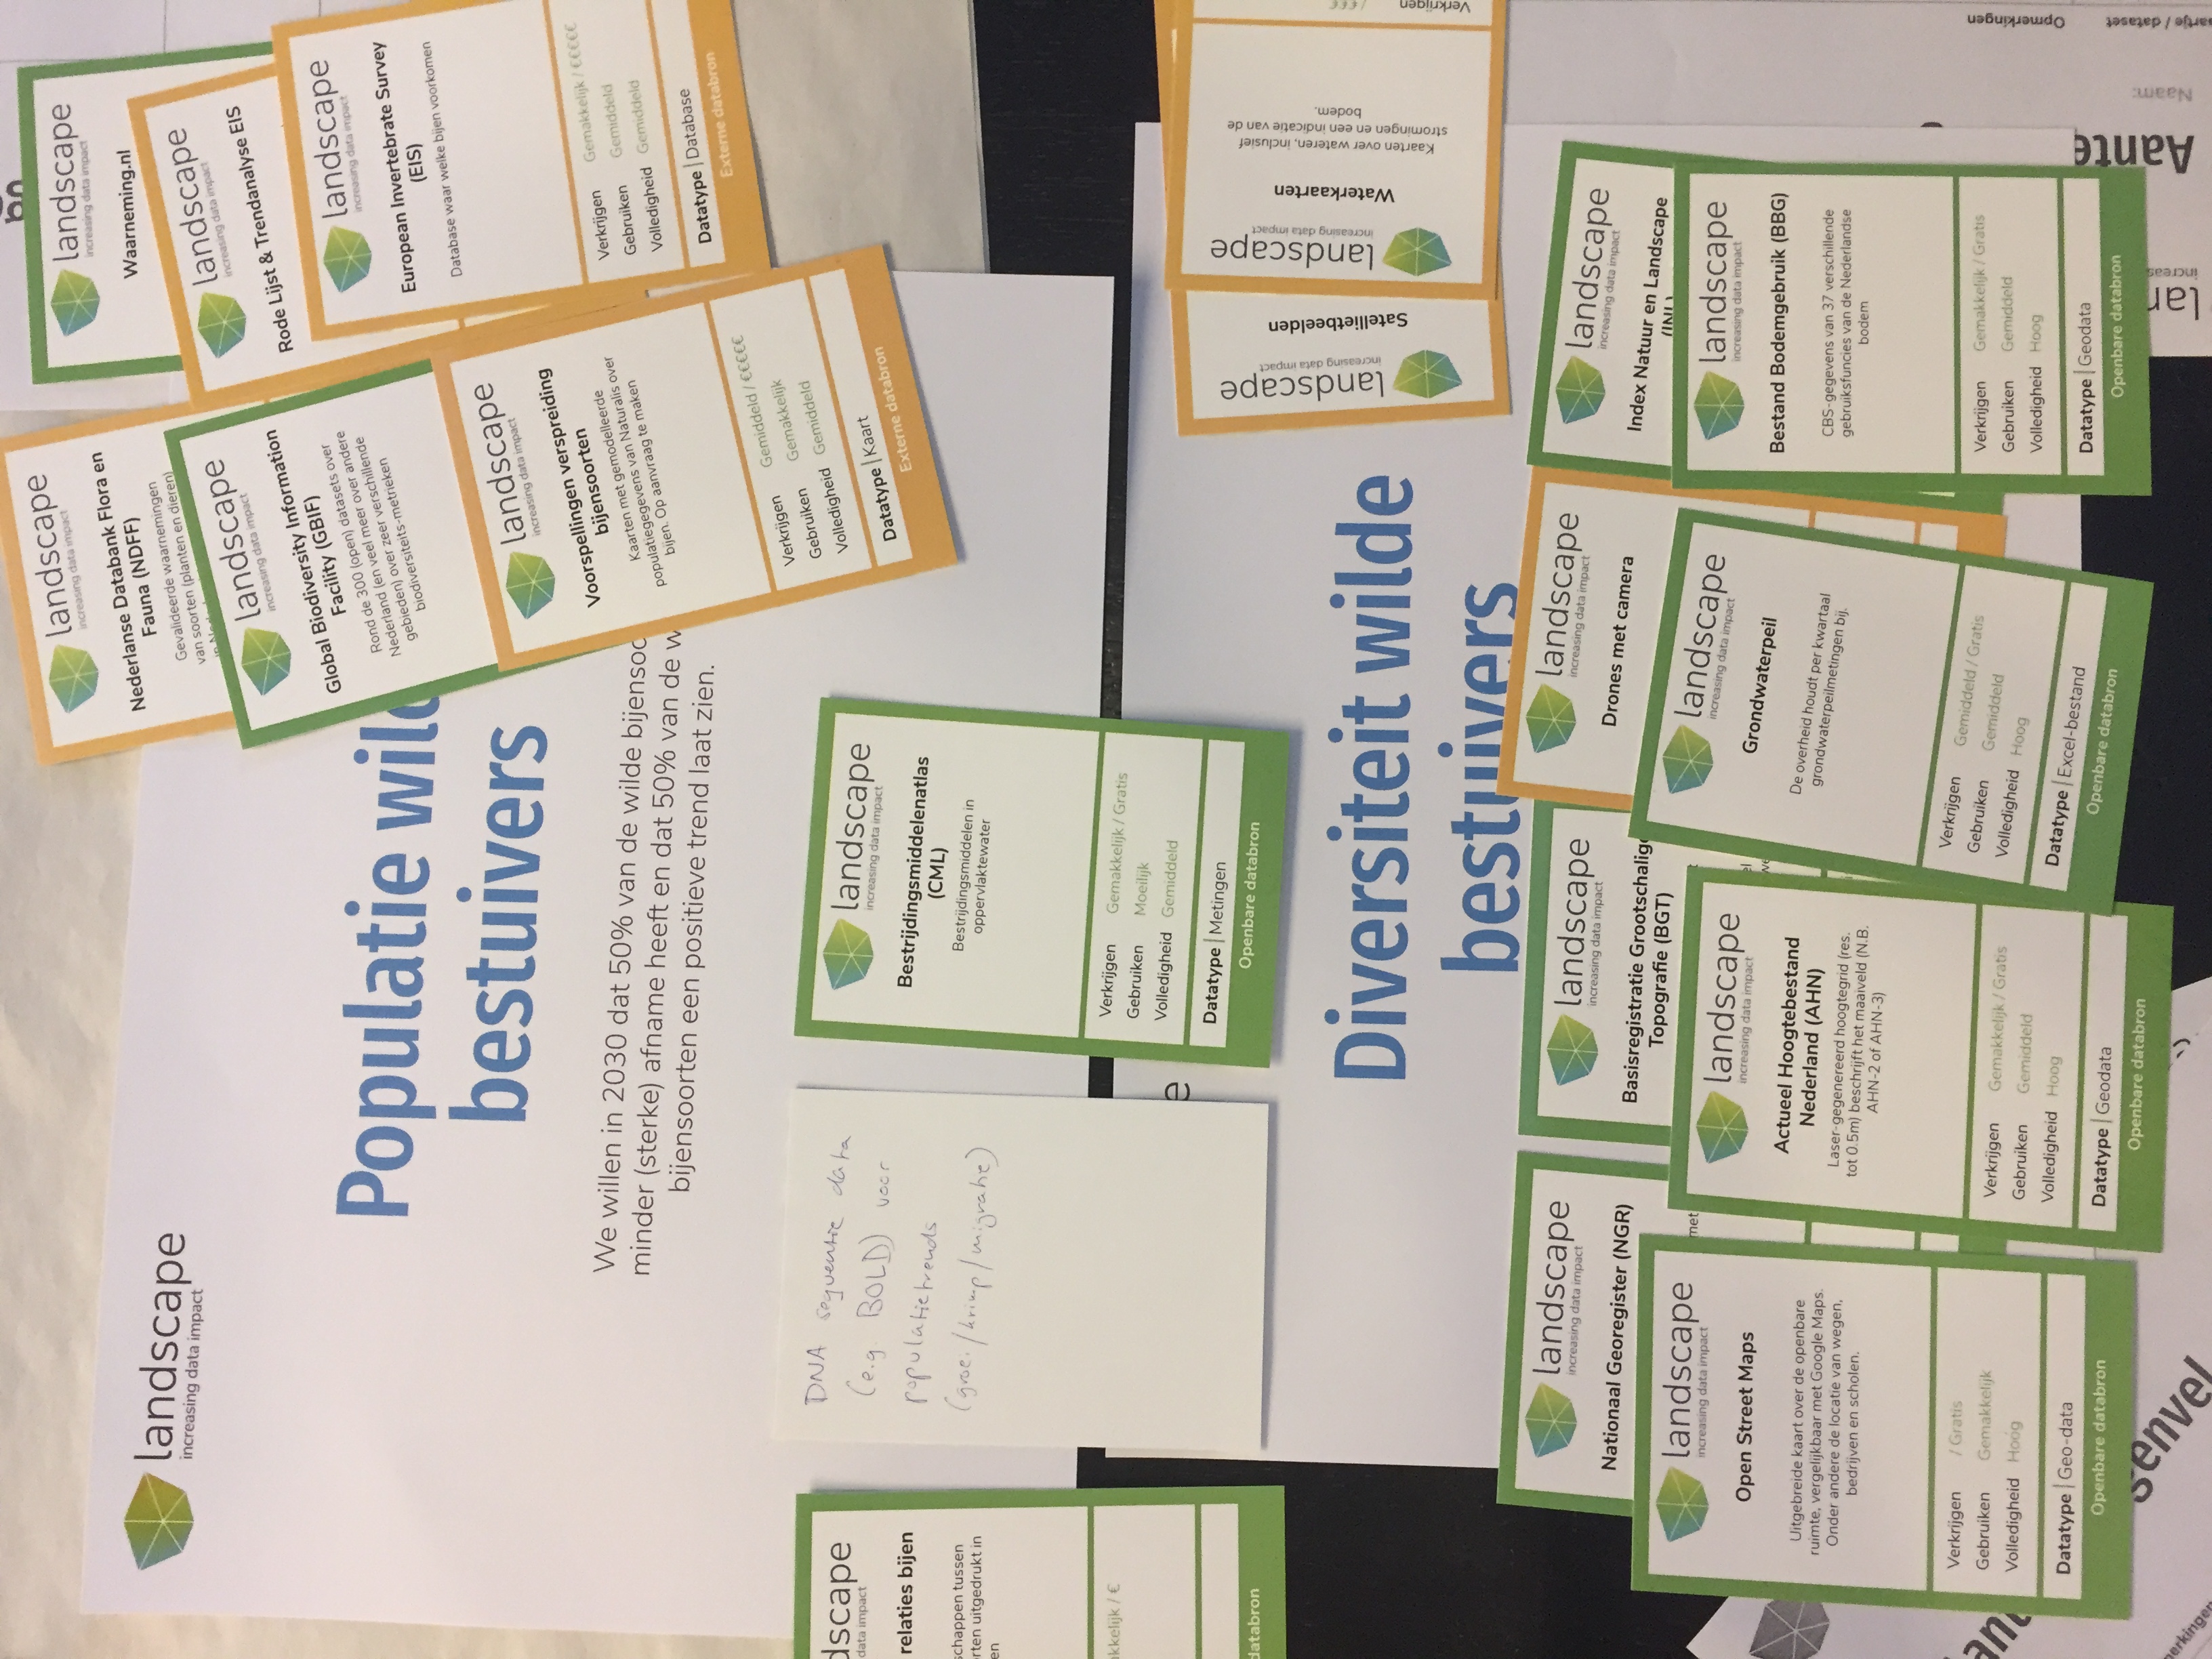 landscape
increasing data impact
Populatie
bestuivers
We willen in 2030 dat 50% van de wilde
minder (sterke) afname heeft en dat 50% van de
bijensoorten een positieve trend laat zien.
landscape
increasing data impact
Nederlanse Databank Flora en
Fauna (NDFF)
Gevalideerde waarnemingen
van soorten (planten en dieren)
landscape
increasing data impact
Waarneming.nl
landscape
increasing data impact
Global Biodiversity Information
Facility (GBIF)
Rond de 300 (open) datasets over
Nederland (en veel meer over andere
gebieden) over zeer verschillende
biodiversiteits-metrieken
landscape
increasing data impact
Rode Lijst & Trendanalyse EIS
landscape
increasing data impact
European Invertebrate Survey
(EIS)
Database waar welke bijen voorkomen
Verkrijgen Gemakkelijk / €€€€€
Gebruiken Gemiddeld
Volledigheid Gemiddeld
Datatype | Database
Externe databron
landscape
increasing data impact
Voorspellingen verspreiding
bijensoorten
Kaarten met gemodelleerde
populatiegegevens van Naturalis over
bijen. Op aanvraag te maken
Verkrijgen Gemiddeld / €€€€€
Gebruiken Gemakkelijk
Volledigheid Gemiddeld
Datatype | Kaart
Externe databron
dscape
data impact
relaties bijen
schappen tussen
rten uitgedrukt in
en
akkelijk / €
databron
DNA sequentie data
(e.g. BOLD) voor
populatietrends
(groei/krimp/migratie)
landscape
increasing data impact
Bestrijdingsmiddelenatlas
(CML)
Bestrijdingsmiddelen in
oppervlaktewater
Verkrijgen Gemakkelijk / Gratis
Gebruiken Moeilijk
Volledigheid Gemiddeld
Datatype | Metingen
Openbare databron
e
Diversiteit wilde
bestuivers
landscape
increasing data impact
Satellietbeelden
landscape
increasing data impact
Waterkaarten
Kaarten over wateren, inclusief
stromingen en een indicatie van de
bodem.
Verkrijgen / €€€
landscape
increasing data impact
Nationaal Georegister (NGR)
met
landscape
increasing data impact
Basisregistratie Grootschalig
Topografie (BGT)
landscape
increasing data impact
Drones met camera
landscape
increasing data impact
Index Natuur en Landscape
(INL)
landscape
increasing data impact
Open Street Maps
Uitgebreide kaart over de openbare
ruimte, vergelijkbaar met Google Maps.
Onder andere de locatie van wegen,
bedrijven en scholen.
Verkrijgen / Gratis
Gebruiken Gemakkelijk
Volledigheid Hoog
Datatype | Geo-data
Openbare databron
landscape
increasing data impact
Actueel Hoogtebestand
Nederland (AHN)
Laser-gegenereerd hoogtegrid (res.
tot 0.5m) beschrijft het maaiveld (N.B.
AHN-2 of AHN-3)
Verkrijgen Gemakkelijk / Gratis
Gebruiken Gemiddeld
Volledigheid Hoog
Datatype | Geodata
Openbare databron
landscape
increasing data impact
Grondwaterpeil
De overheid houdt per kwartaal
grondwaterpeilmetingen bij.
Verkrijgen Gemiddeld / Gratis
Gebruiken Gemiddeld
Volledigheid Hoog
Datatype | Excel-bestand
Openbare databron
landscape
increasing data impact
Bestand Bodemgebruik (BBG)
CBS-gegevens van 37 verschillende
gebruiksfuncies van de Nederlandse
bodem
Verkrijgen Gemakkelijk / Gratis
Gebruiken Gemiddeld
Volledigheid Hoog
Datatype | Geodata
Openbare databron
lar
increas
Aante
Naam:
artje / dataset Opmerkingen
genvel
merkingen